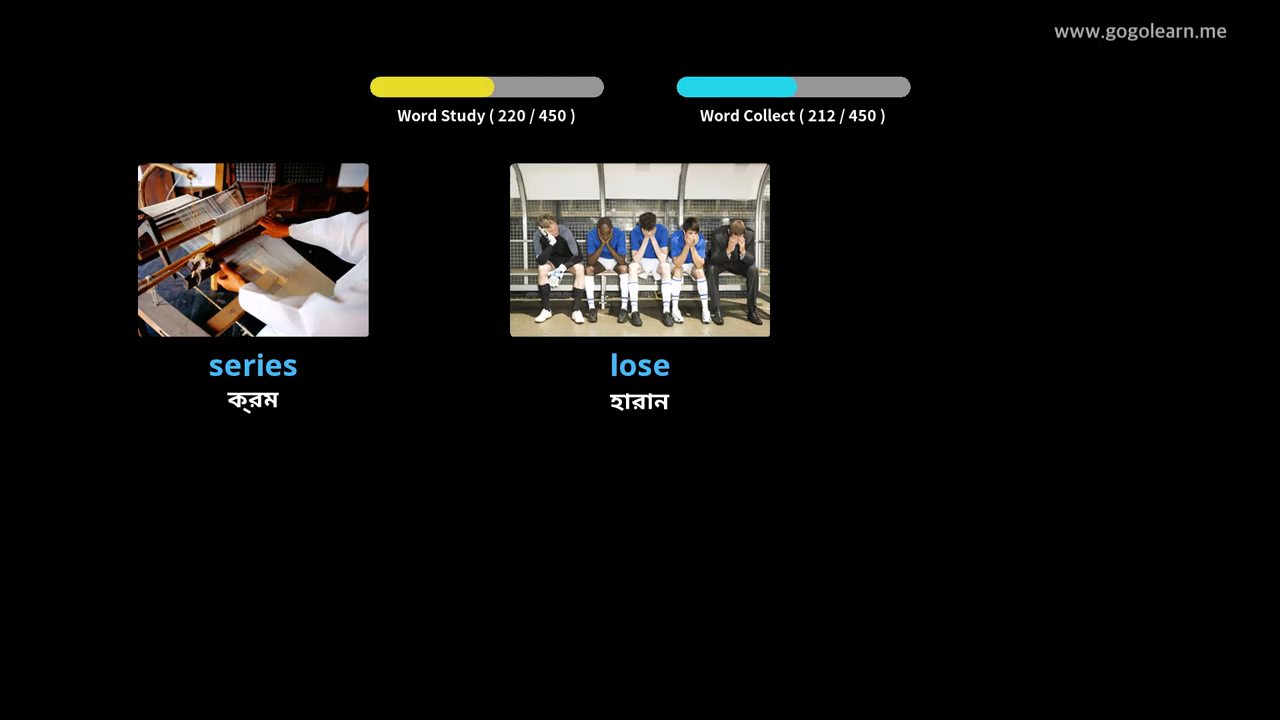 www.gogolearn.me
Word Study ( 220 / 450 )
Word Collect ( 212 / 450 )
series
ক্রম
lose
হারান